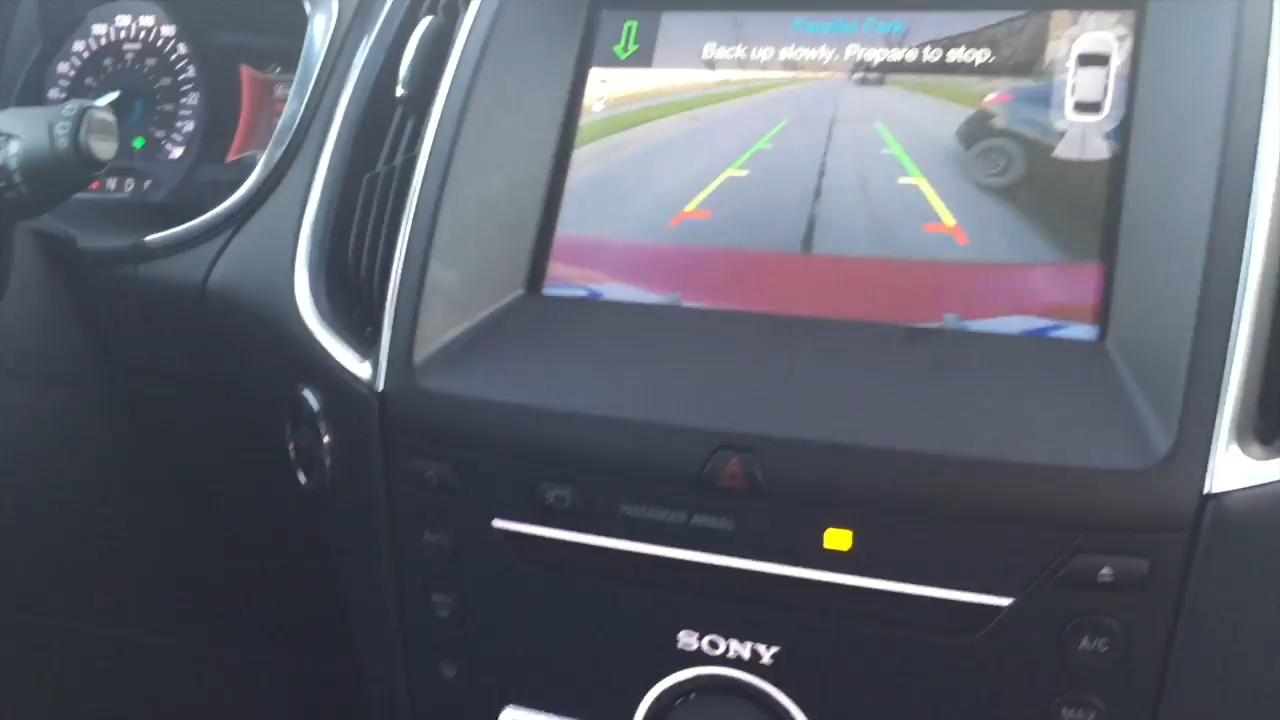 Parallel Park
Back up slowly. Prepare to stop.
N D
PASSENGER AIRBAG
SONY
A/C
MAX